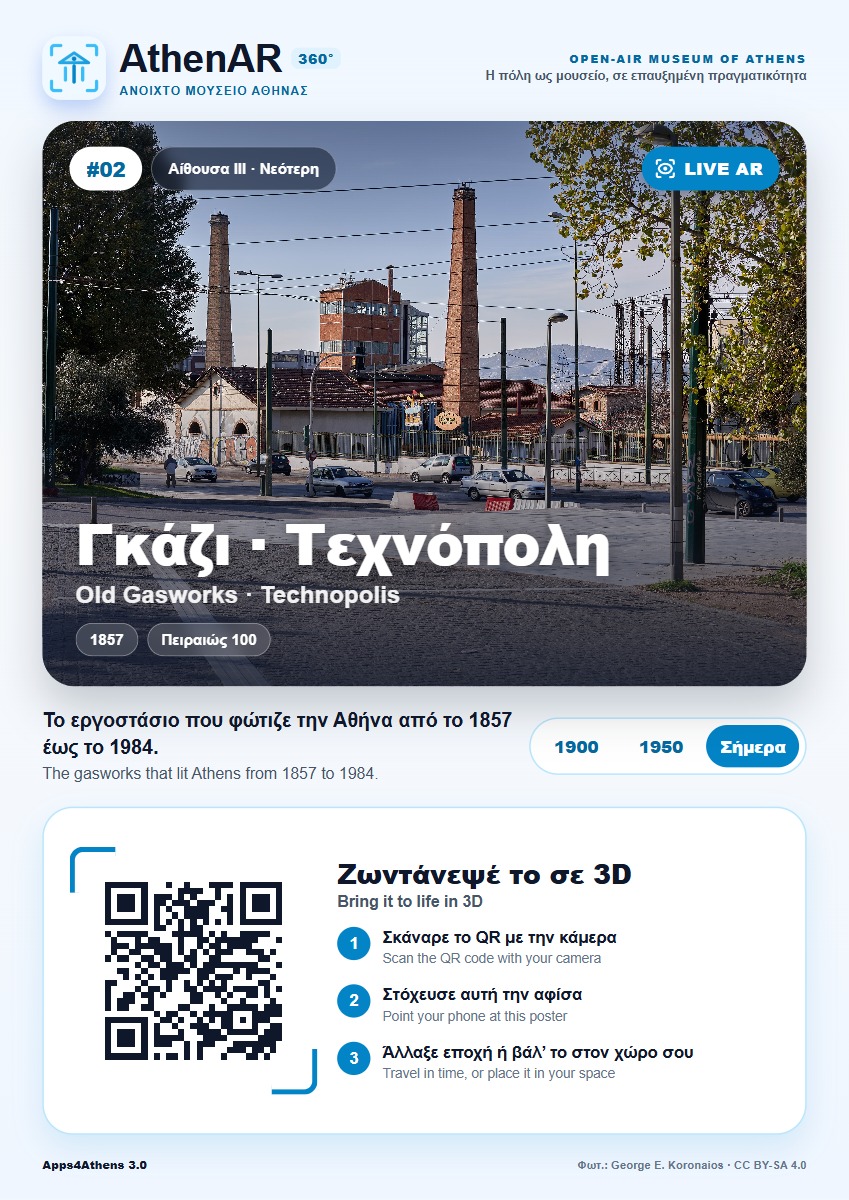 AthenAR 360°
ΑΝΟΙΧΤΟ ΜΟΥΣΕΙΟ ΑΘΗΝΑΣ
OPEN-AIR MUSEUM OF ATHENS
Η πόλη ως μουσείο, σε επαυξημένη πραγματικότητα
#02
Αίθουσα III · Νεότερη
LIVE AR
Γκάζι · Τεχνόπολη
Old Gasworks · Technopolis
1857
Πειραιώς 100
Το εργοστάσιο που φώτιζε την Αθήνα από το 1857
έως το 1984.
The gasworks that lit Athens from 1857 to 1984.
1900
1950
Σήμερα
Ζωντάνεψέ το σε 3D
Bring it to life in 3D
1
Σκάναρε το QR με την κάμερα
Scan the QR code with your camera
2
Στόχευσε αυτή την αφίσα
Point your phone at this poster
3
Άλλαξε εποχή ή βάλ’ το στον χώρο σου
Travel in time, or place it in your space
Apps4Athens 3.0
Φωτ.: George E. Koronaios · CC BY-SA 4.0